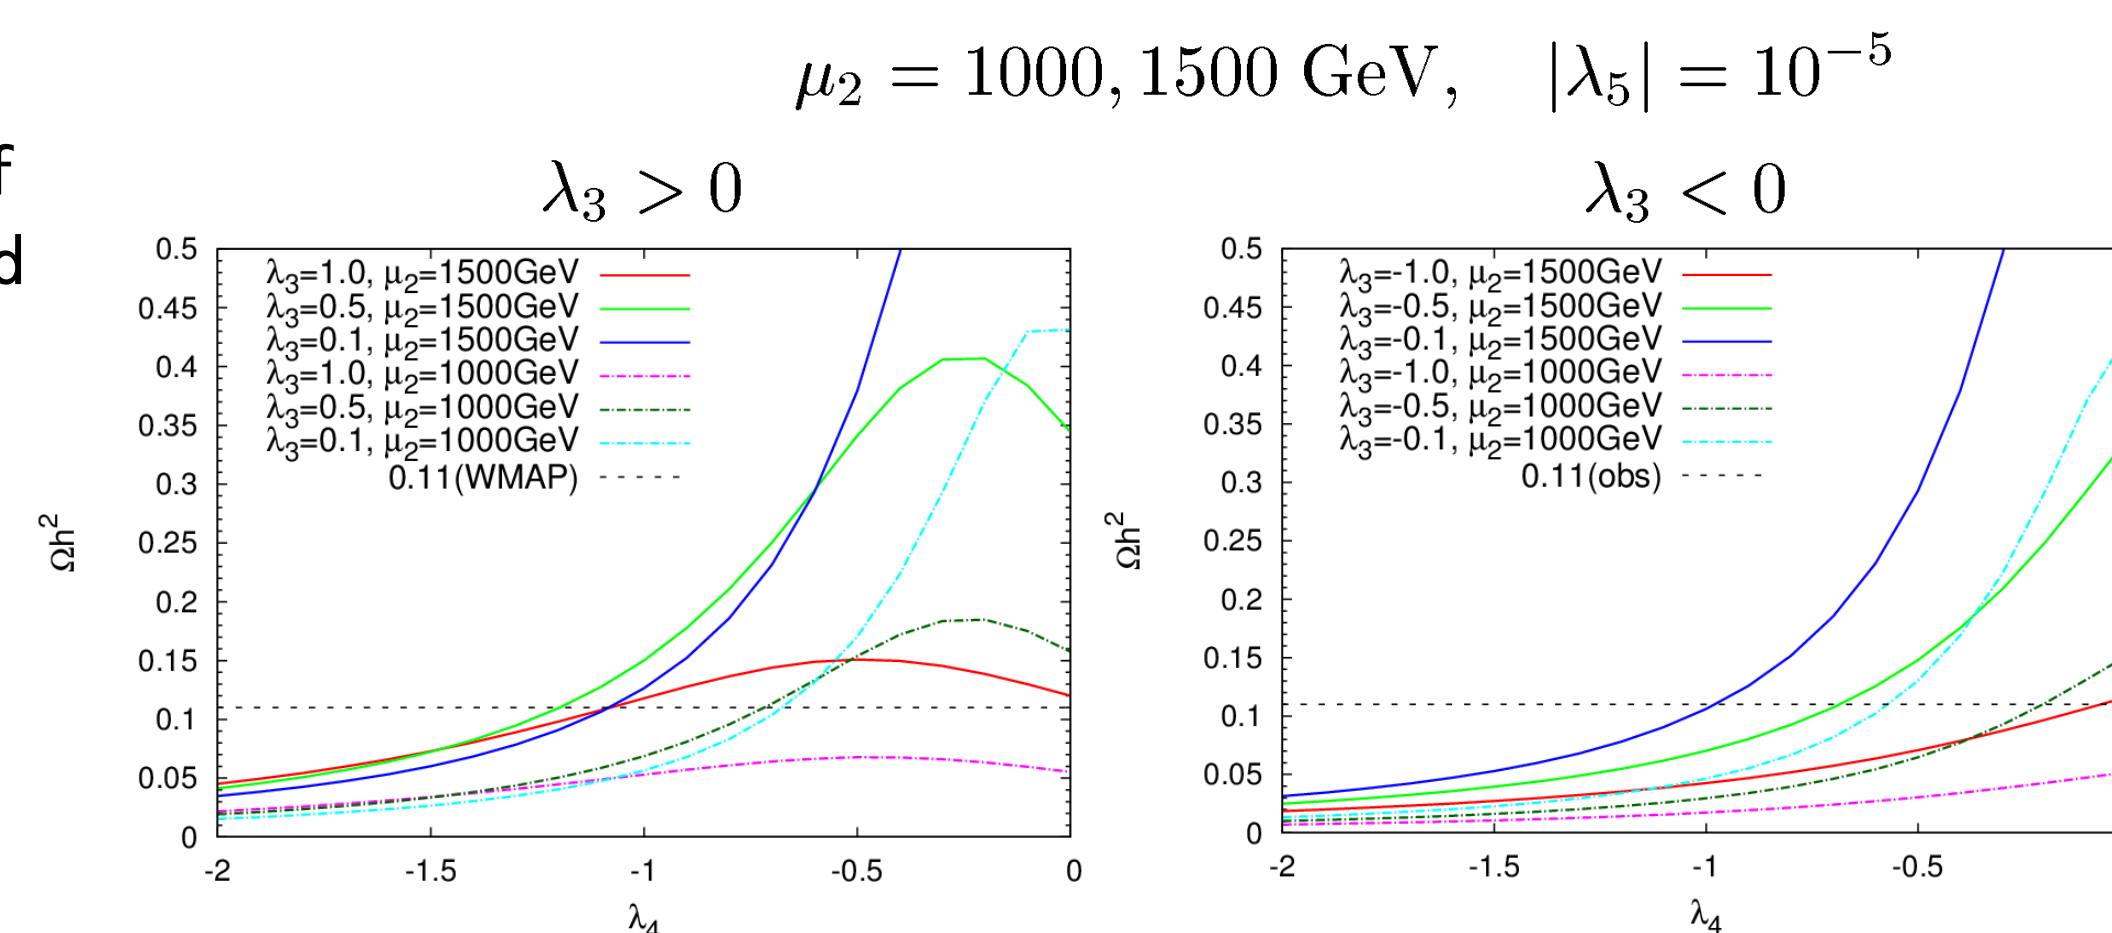 μ₂ = 1000, 1500 GeV, |λ₅| = 10⁻⁵
f
d
λ₃ > 0
λ₃ < 0
0.5
0.45
0.4
0.35
0.3
0.25
0.2
0.15
0.1
0.05
0
Ωh²
λ₃=1.0, μ₂=1500GeV
λ₃=0.5, μ₂=1500GeV
λ₃=0.1, μ₂=1500GeV
λ₃=1.0, μ₂=1000GeV
λ₃=0.5, μ₂=1000GeV
λ₃=0.1, μ₂=1000GeV
0.11(WMAP)
-2 -1.5 -1 -0.5 0
λ₄
0.5
0.45
0.4
0.35
0.3
0.25
0.2
0.15
0.1
0.05
0
Ωh²
λ₃=-1.0, μ₂=1500GeV
λ₃=-0.5, μ₂=1500GeV
λ₃=-0.1, μ₂=1500GeV
λ₃=-1.0, μ₂=1000GeV
λ₃=-0.5, μ₂=1000GeV
λ₃=-0.1, μ₂=1000GeV
0.11(obs)
-2 -1.5 -1 -0.5
λ₄